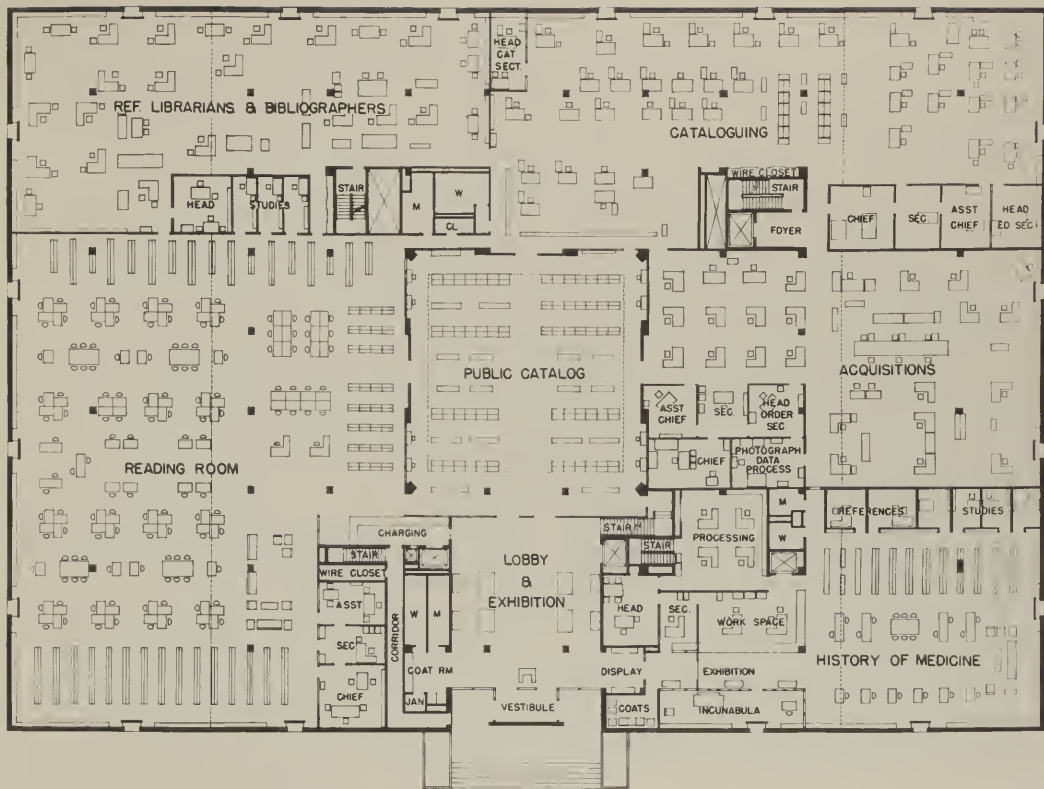 HEAD
CAT
SECT.
REF. LIBRARIANS & BIBLIOGRAPHERS
CATALOGUING
HEAD
STUDIES
STAIR
M
W
CL
WIRE CLOSET
STAIR
FOYER
CHIEF
SEC.
ASST
CHIEF
HEAD
ED SEC
PUBLIC CATALOG
ACQUISITIONS
ASST
CHIEF
SEC.
HEAD
ORDER
SEC
CHIEF
PHOTOGRAPH
DATA
PROCESS
READING ROOM
CHARGING
STAIR
WIRE CLOSET
ASST
SEC
CHIEF
CORRIDOR
W
M
COAT RM
JAN
LOBBY
&
EXHIBITION
VESTIBULE
STAIR
STAIR
PROCESSING
M
W
REFERENCES
STUDIES
HEAD
SEC.
WORK SPACE
DISPLAY
EXHIBITION
COATS
INCUNABULA
HISTORY OF MEDICINE